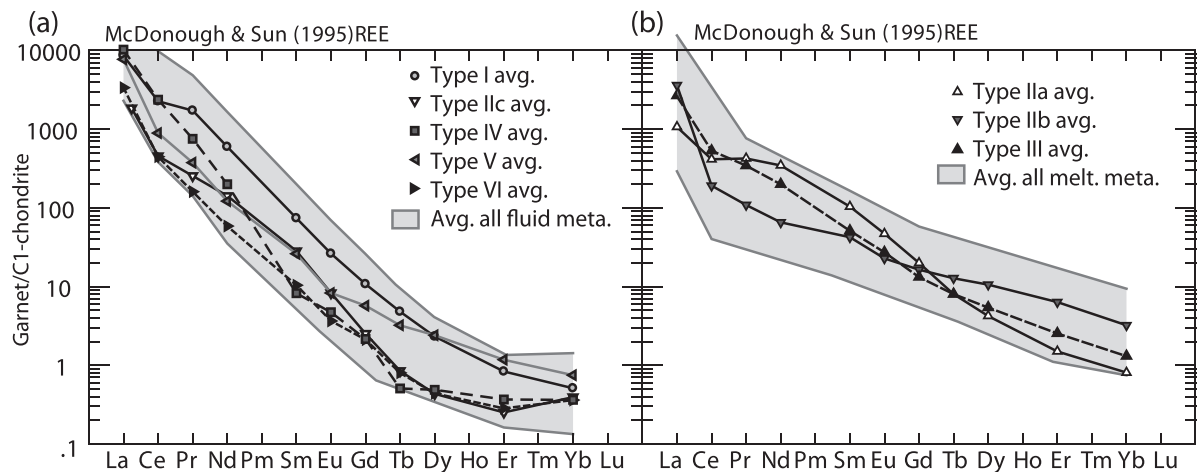 (a)
McDonough & Sun (1995)REE
Garnet/C1-chondrite
10000
1000
100
10
1
.1
Type I avg.
Type IIc avg.
Type IV avg.
Type V avg.
Type VI avg.
Avg. all fluid meta.
La Ce Pr Nd Pm Sm Eu Gd Tb Dy Ho Er Tm Yb Lu
(b)
McDonough & Sun (1995)REE
Type IIa avg.
Type IIb avg.
Type III avg.
Avg. all melt. meta.
La Ce Pr Nd Pm Sm Eu Gd Tb Dy Ho Er Tm Yb Lu